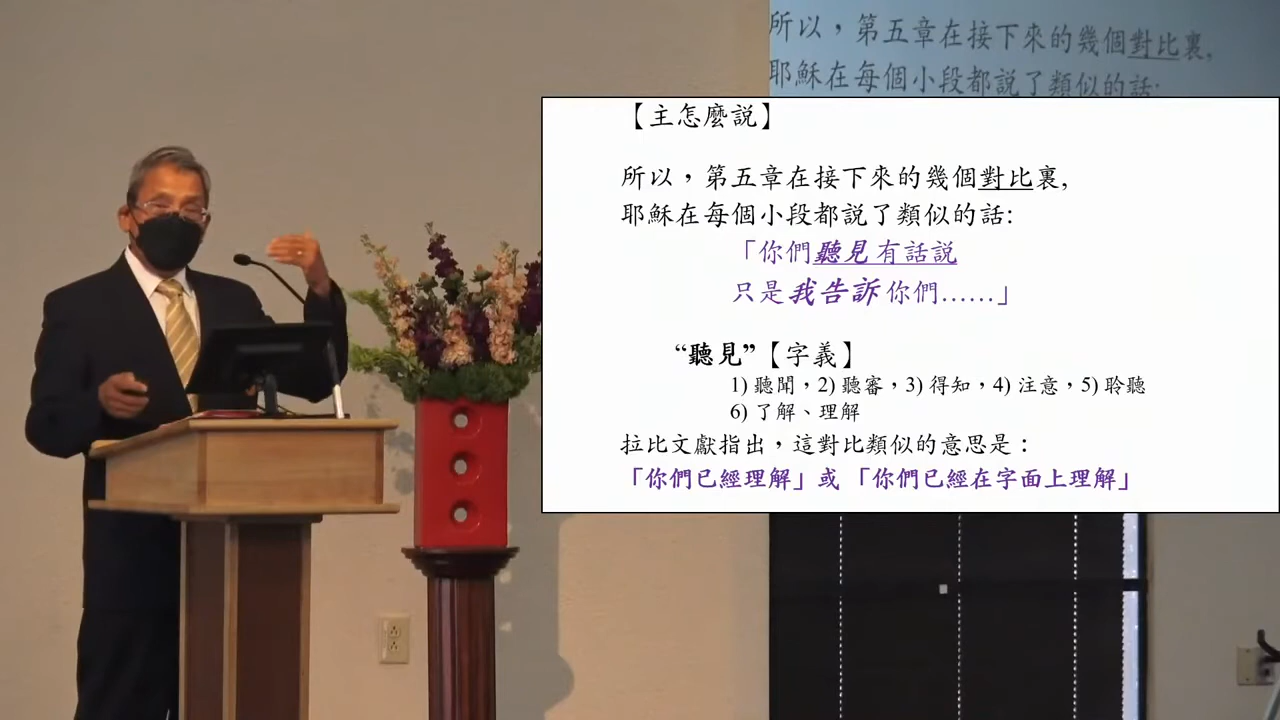 所以，第五章在接下來的幾個對比裏,
耶穌在每個小段都説了類似的話:
【主怎麼説】
所以，第五章在接下來的幾個對比裏,
耶穌在每個小段都説了類似的話:
「你們聽見有話説
只是我告訴你們……」
“聽見”【字義】
1) 聽聞，2) 聽審，3) 得知，4) 注意，5) 聆聽
6) 了解、理解
拉比文獻指出，這對比類似的意思是：
「你們已經理解」或 「你們已經在字面上理解」